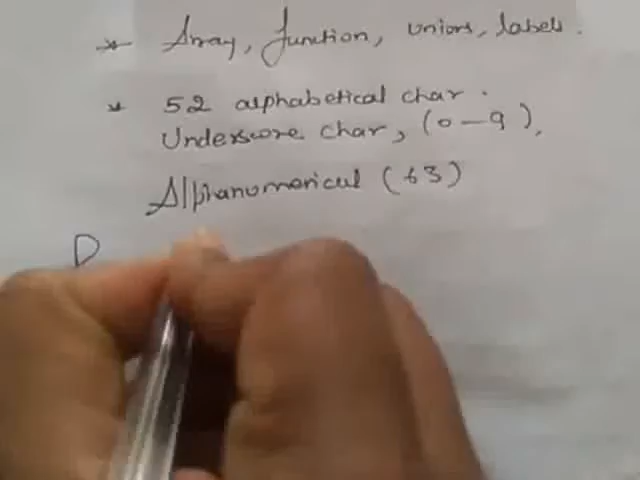 * Array, function, unions, labels.
* 52 alphabetical char.
Underscore char, (0-9),
Alphanumerical (63)
D